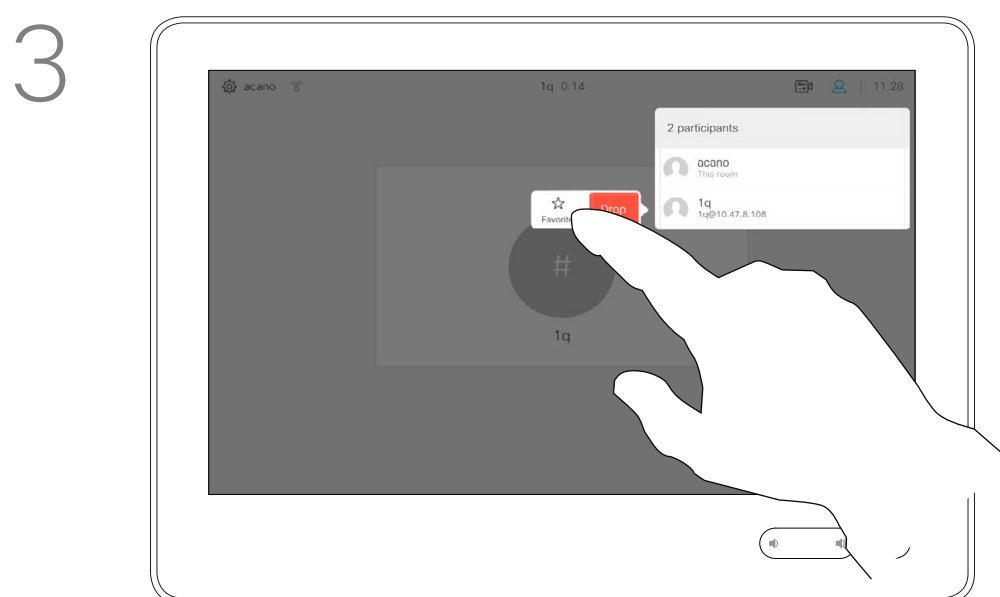 3
acano 1q 0:14 11:28
2 participants
acano
This room
Favorite Drop
1q
1q@10.47.8.108
#
1q